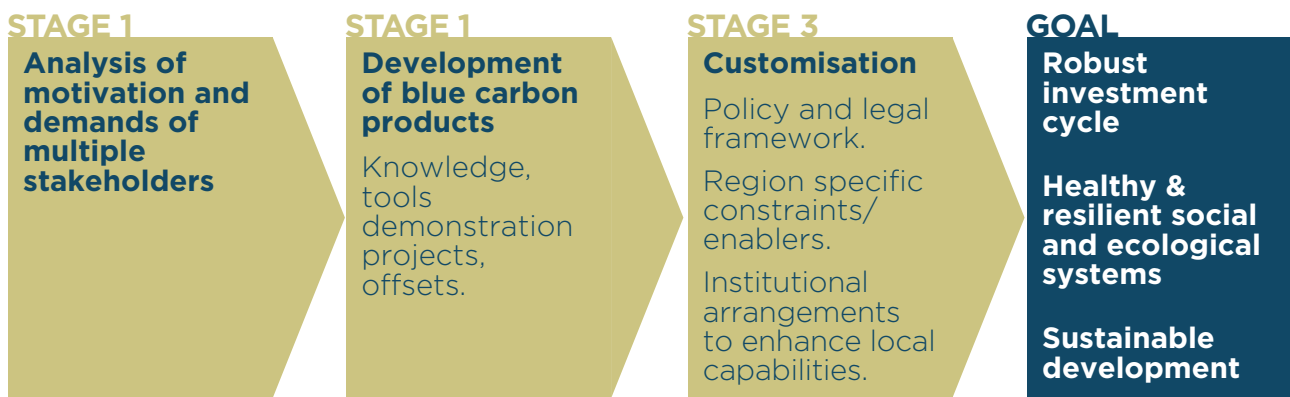 STAGE 1
Analysis of
motivation and
demands of
multiple
stakeholders
STAGE 1
Development
of blue carbon
products
Knowledge,
tools
demonstration
projects,
offsets.
STAGE 3
Customisation
Policy and legal
framework.
Region specific
constraints/
enablers.
Institutional
arrangements
to enhance local
capabilities.
GOAL
Robust
investment
cycle
Healthy &
resilient social
and ecological
systems
Sustainable
development